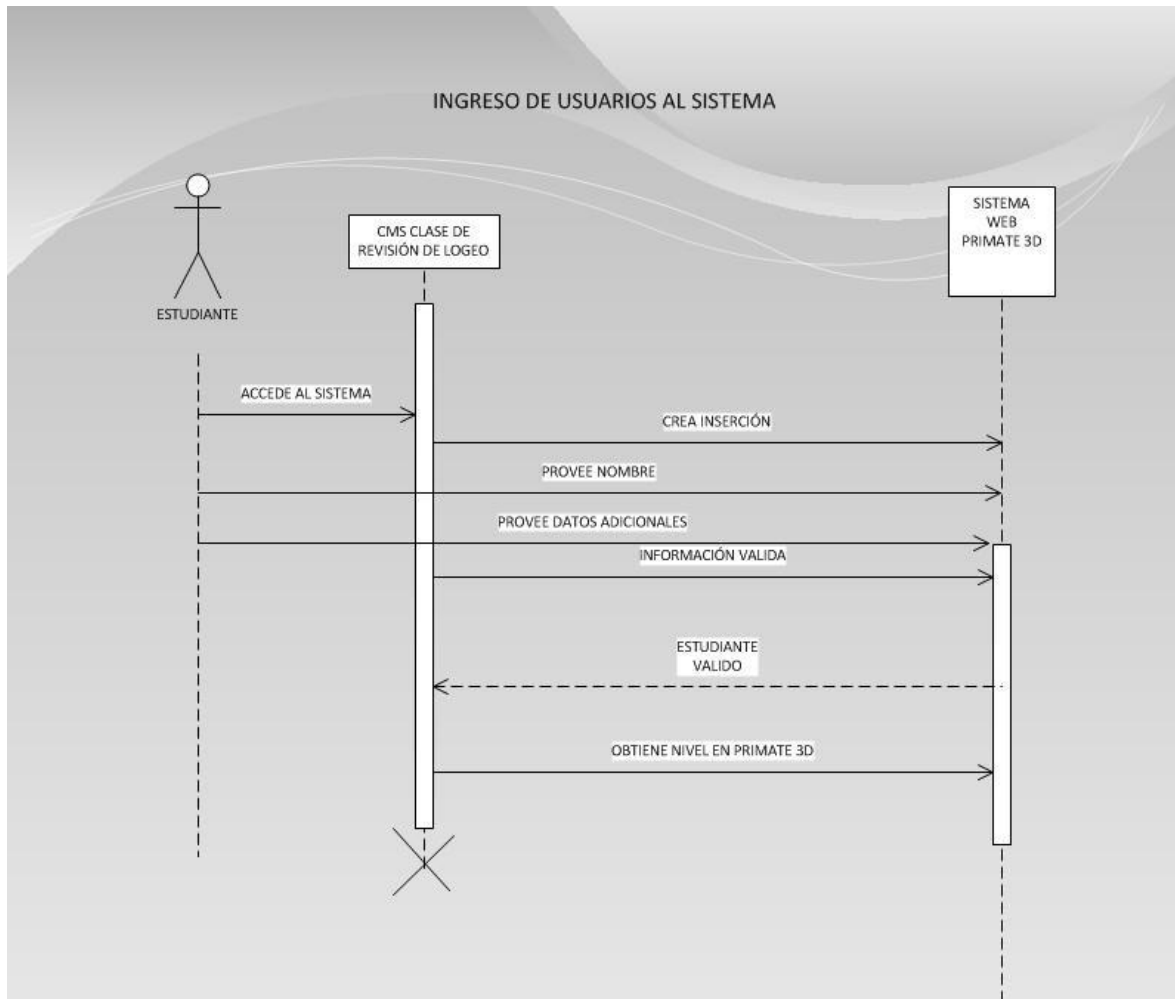 INGRESO DE USUARIOS AL SISTEMA
SISTEMA
WEB
PRIMATE 3D
CMS CLASE DE
REVISIÓN DE LOGEO
ESTUDIANTE
ACCEDE AL SISTEMA
CREA INSERCIÓN
PROVEE NOMBRE
PROVEE DATOS ADICIONALES
INFORMACIÓN VALIDA
ESTUDIANTE
VALIDO
OBTIENE NIVEL EN PRIMATE 3D